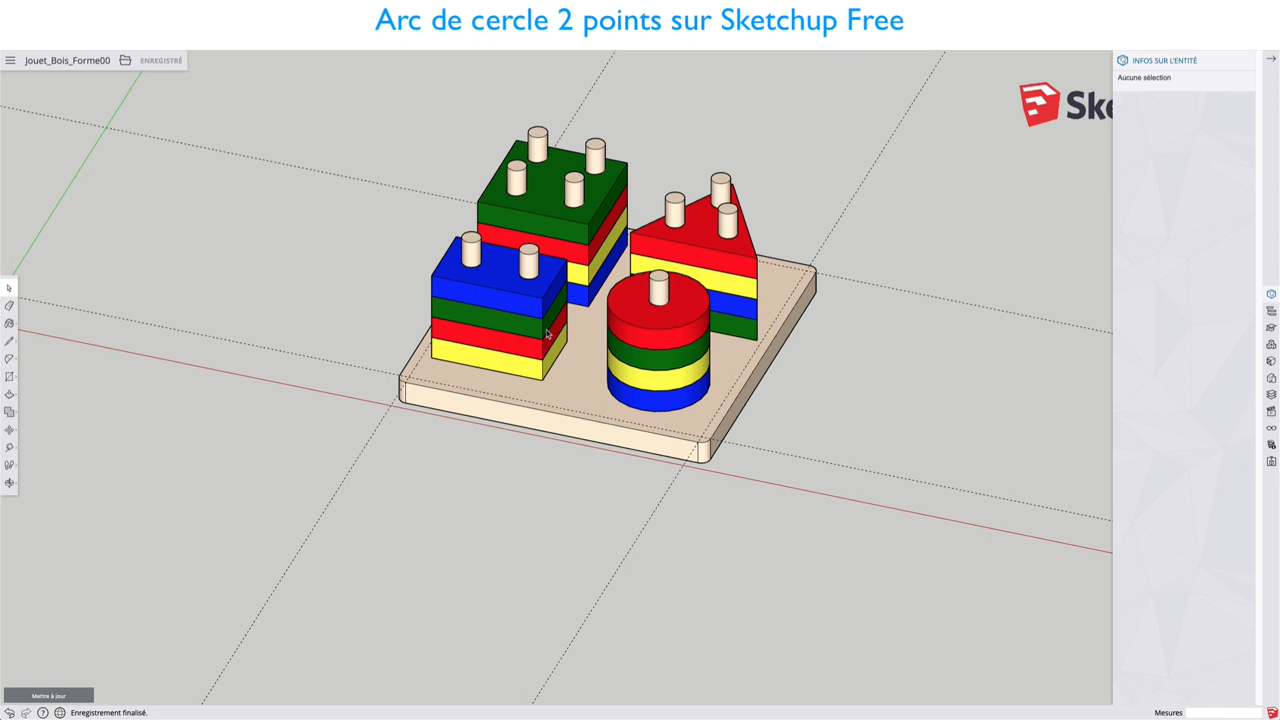 Arc de cercle 2 points sur Sketchup Free
Jouet_Bois_Forme00
ENREGISTRÉ
INFOS SUR L'ENTITÉ
Aucune sélection
Ske
Mettre à jour
Enregistrement finalisé.
Mesures